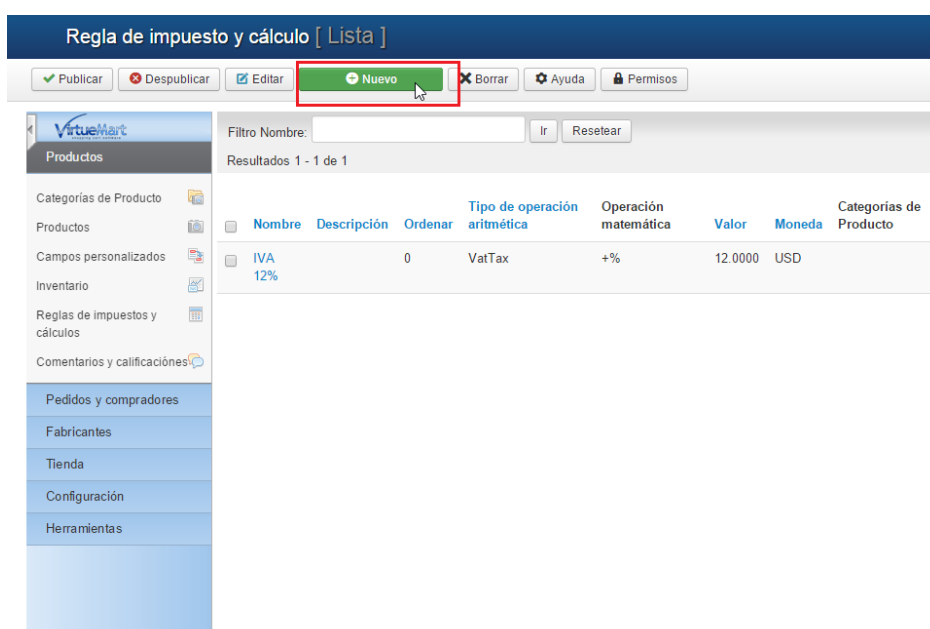 Regla de impuesto y cálculo [ Lista ]
Publicar Despublicar Editar Nuevo Borrar Ayuda Permisos
VirtueMart
Productos
Categorías de Producto
Productos
Campos personalizados
Inventario
Reglas de impuestos y
cálculos
Comentarios y calificaciònes
Pedidos y compradores
Fabricantes
Tienda
Configuración
Herramientas
Filtro Nombre: Ir Resetear
Resultados 1 - 1 de 1
Nombre Descripción Ordenar Tipo de operación aritmética Operación matemática Valor Moneda Categorías de Producto
IVA 12% 0 VatTax +% 12.0000 USD